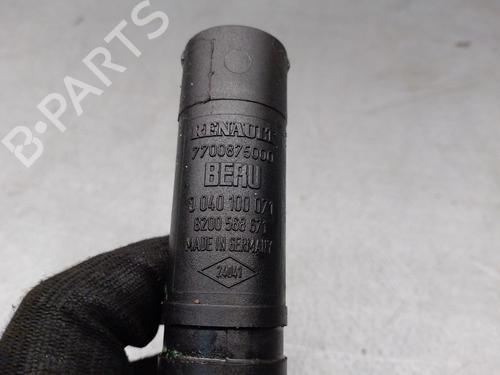 B-PARTS
RENAULT
7700875000
BERU
0 040 100 071
8200 568 671
MADE IN GERMANY
24041